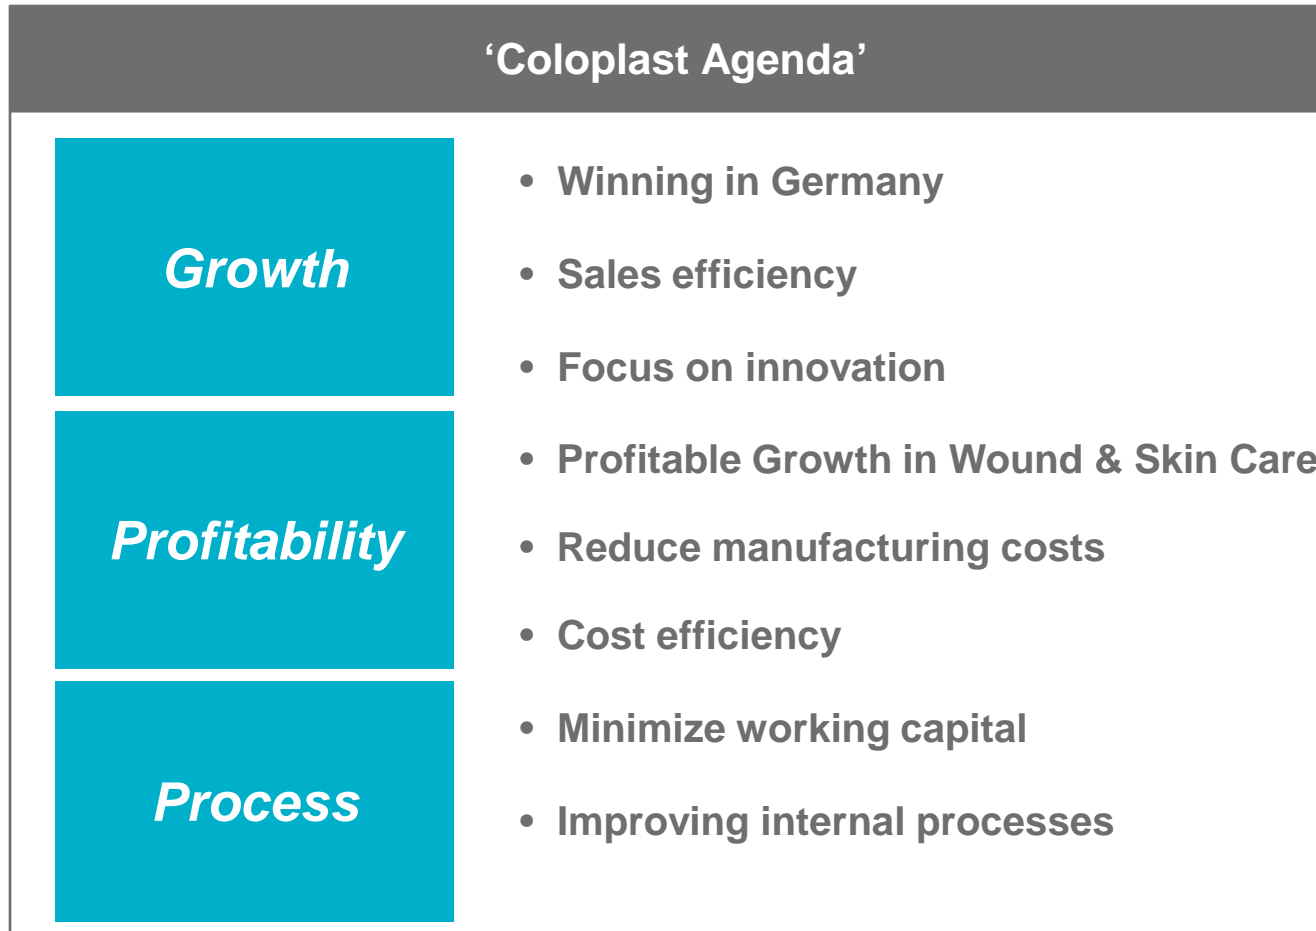 ‘Coloplast Agenda’
Growth
• Winning in Germany
• Sales efficiency
• Focus on innovation
Profitability
• Profitable Growth in Wound & Skin Care
• Reduce manufacturing costs
• Cost efficiency
Process
• Minimize working capital
• Improving internal processes